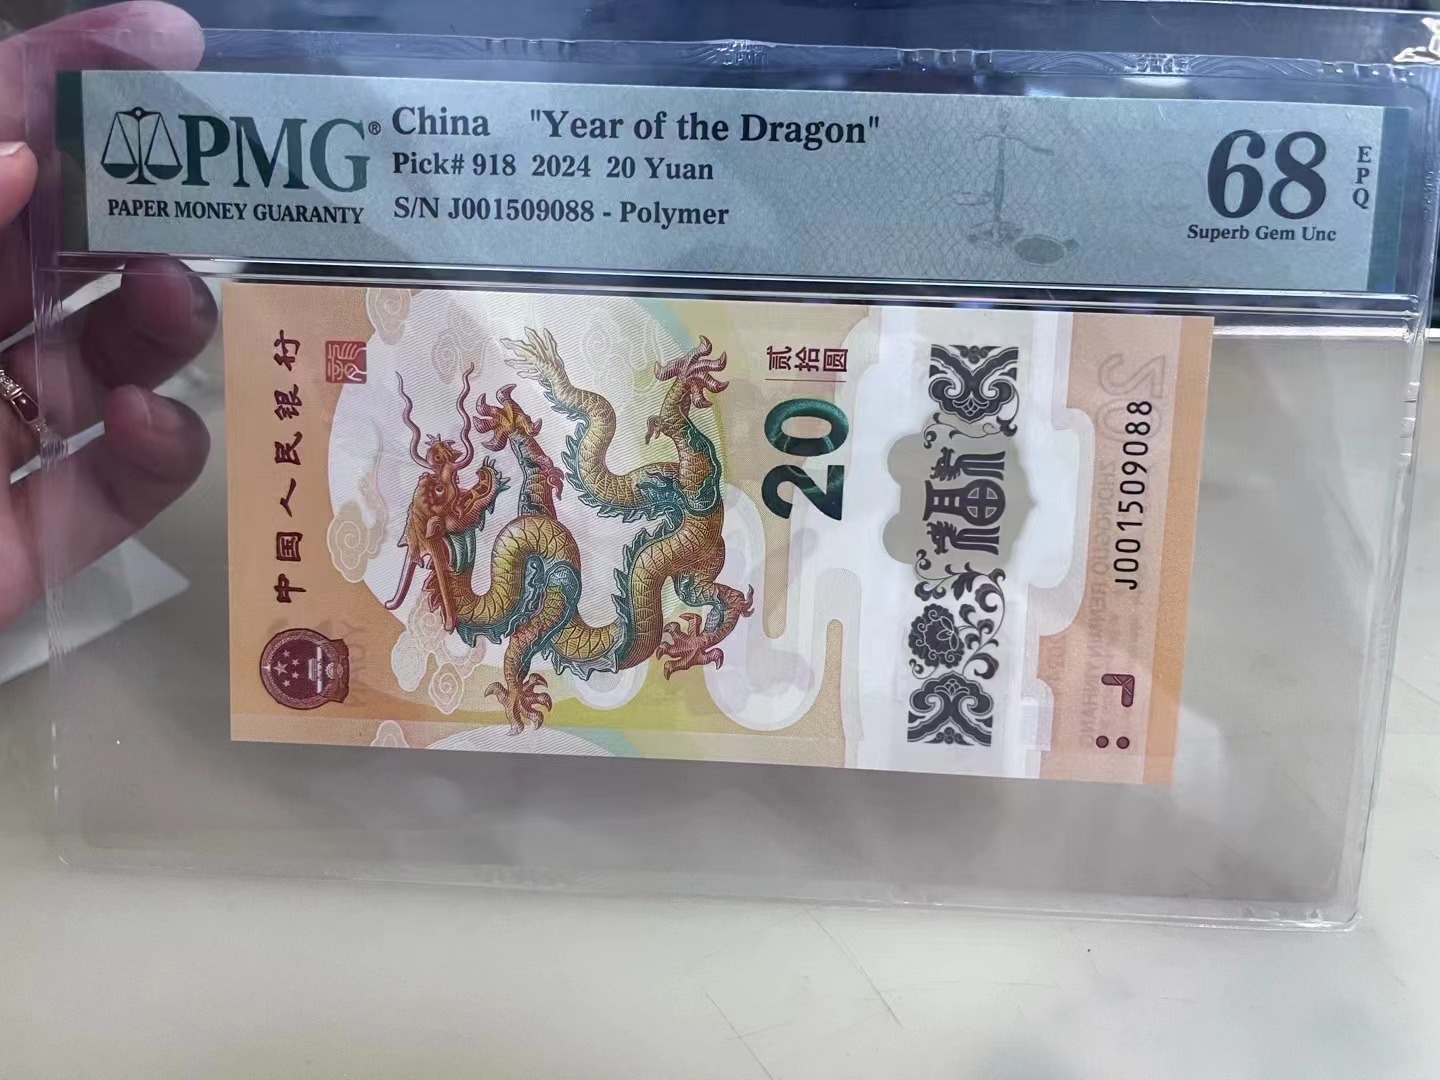 PMG®
PAPER MONEY GUARANTY
China "Year of the Dragon"
Pick# 918 2024 20 Yuan
S/N J001509088 - Polymer
68
EPQ
Superb Gem Unc
中国人民银行
贰拾圆
20
福
J001509088